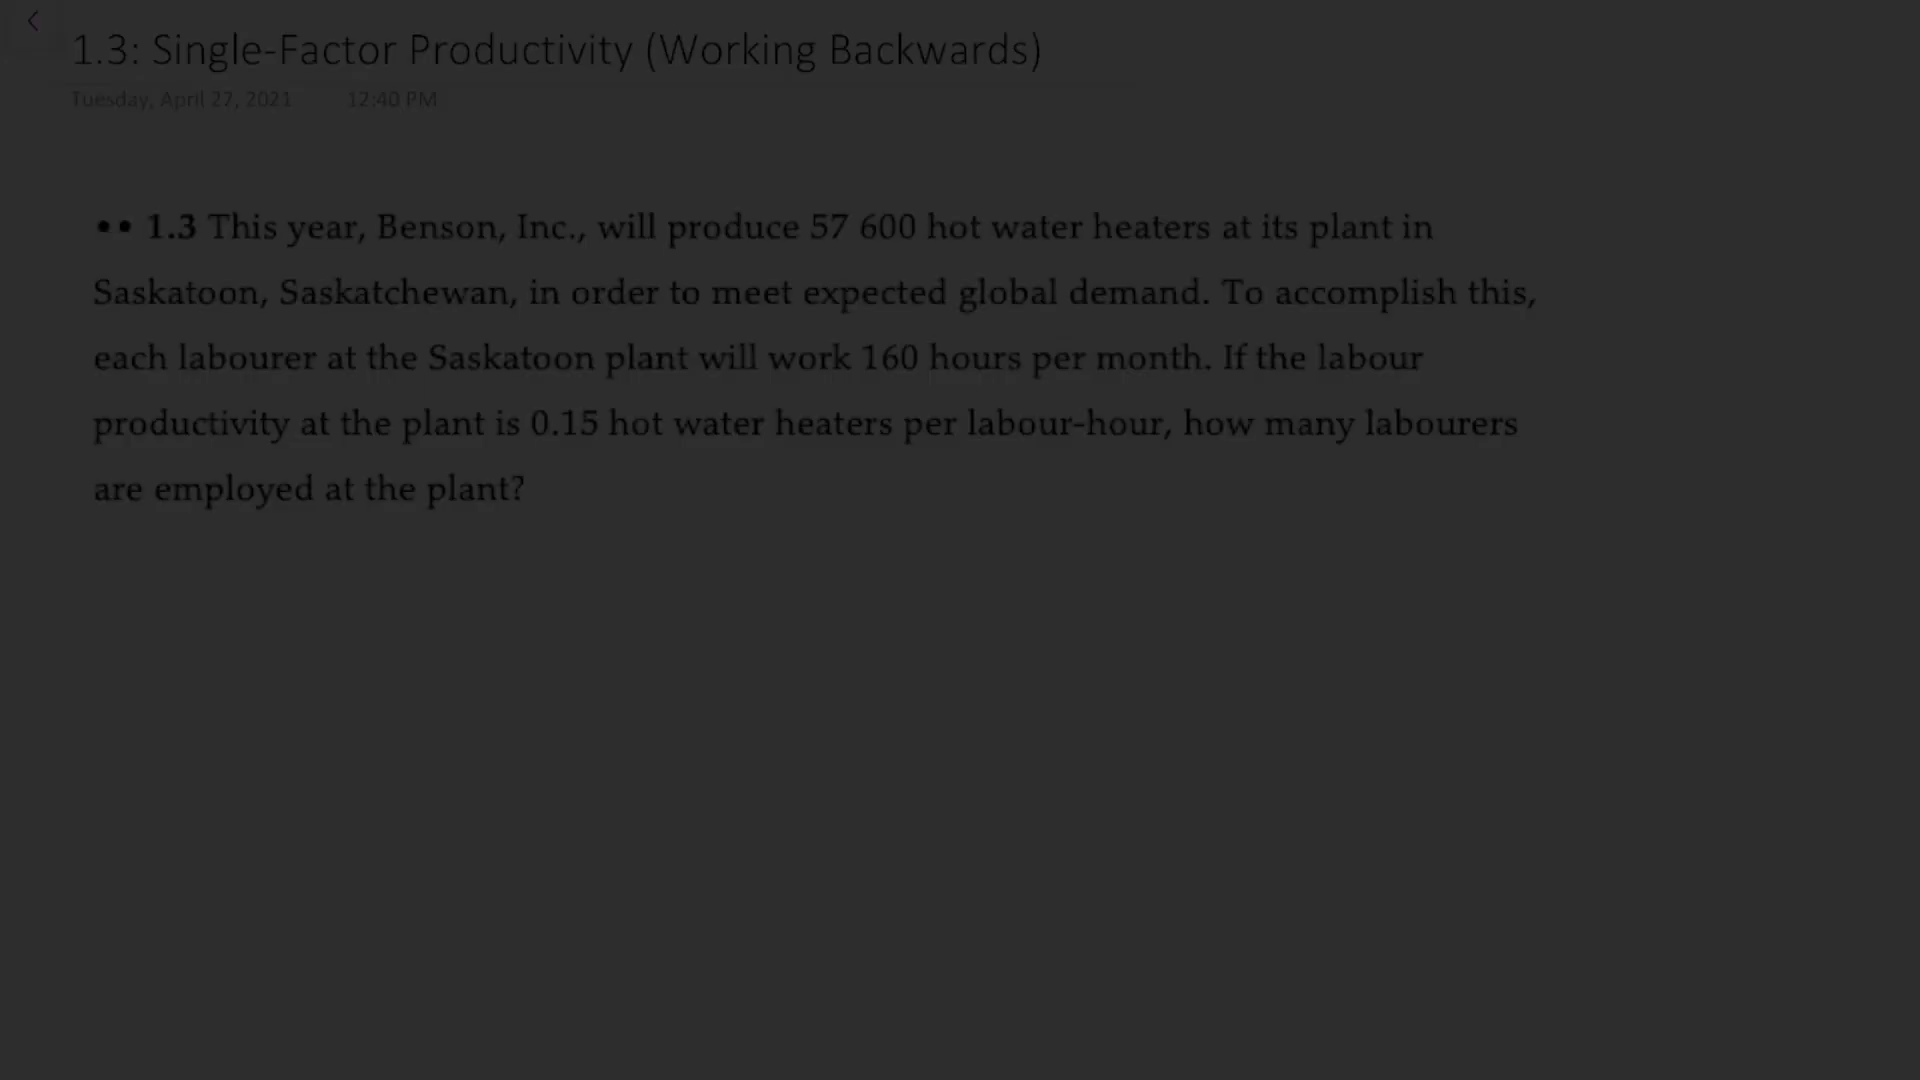 1.3: Single-Factor Productivity (Working Backwards)
Tuesday, April 27, 2021 12:40 PM
•• 1.3 This year, Benson, Inc., will produce 57 600 hot water heaters at its plant in
Saskatoon, Saskatchewan, in order to meet expected global demand. To accomplish this,
each labourer at the Saskatoon plant will work 160 hours per month. If the labour
productivity at the plant is 0.15 hot water heaters per labour-hour, how many labourers
are employed at the plant?